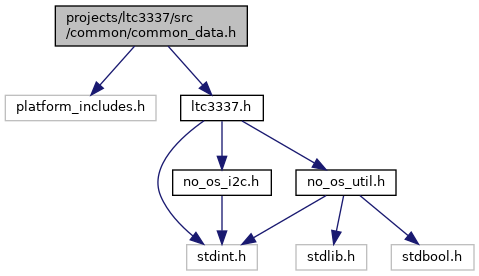 projects/ltc3337/src
/common/common_data.h
platform_includes.h
ltc3337.h
no_os_i2c.h
no_os_util.h
stdint.h
stdlib.h
stdbool.h